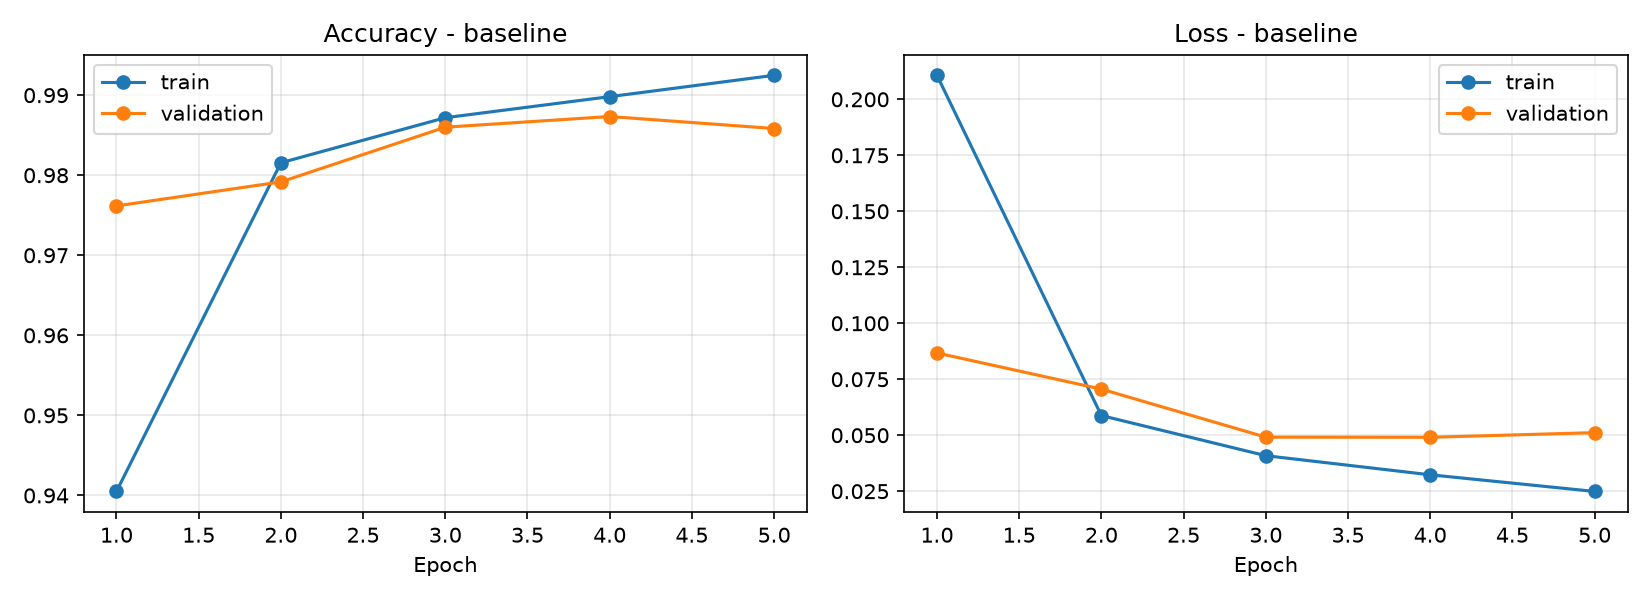 Accuracy - baseline
train
validation
0.99
0.98
0.97
0.96
0.95
0.94
1.0 1.5 2.0 2.5 3.0 3.5 4.0 4.5 5.0
Epoch
Loss - baseline
train
validation
0.200
0.175
0.150
0.125
0.100
0.075
0.050
0.025
1.0 1.5 2.0 2.5 3.0 3.5 4.0 4.5 5.0
Epoch